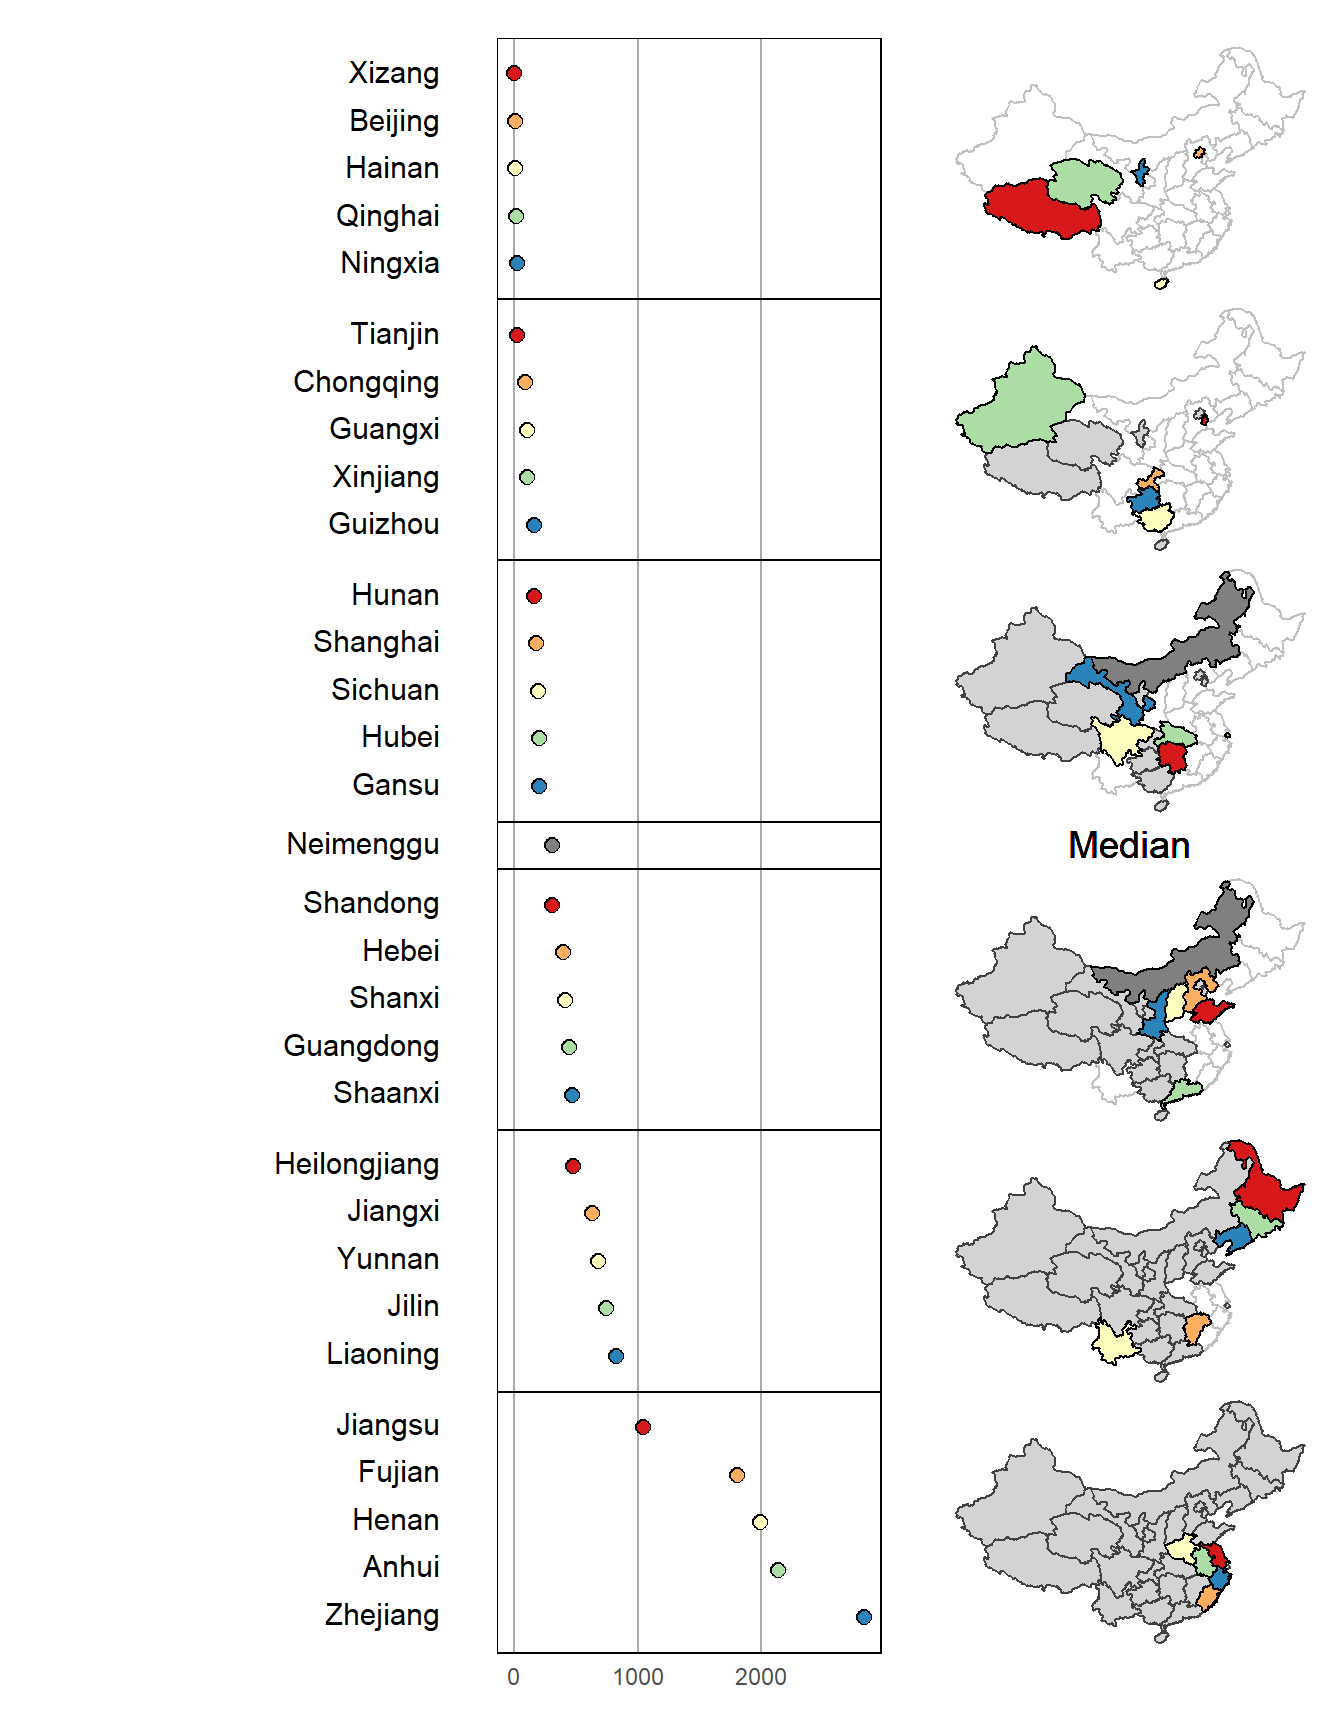 Xizang
Beijing
Hainan
Qinghai
Ningxia
Tianjin
Chongqing
Guangxi
Xinjiang
Guizhou
Hunan
Shanghai
Sichuan
Hubei
Gansu
Neimenggu
Median
Shandong
Hebei
Shanxi
Guangdong
Shaanxi
Heilongjiang
Jiangxi
Yunnan
Jilin
Liaoning
Jiangsu
Fujian
Henan
Anhui
Zhejiang
0 1000 2000